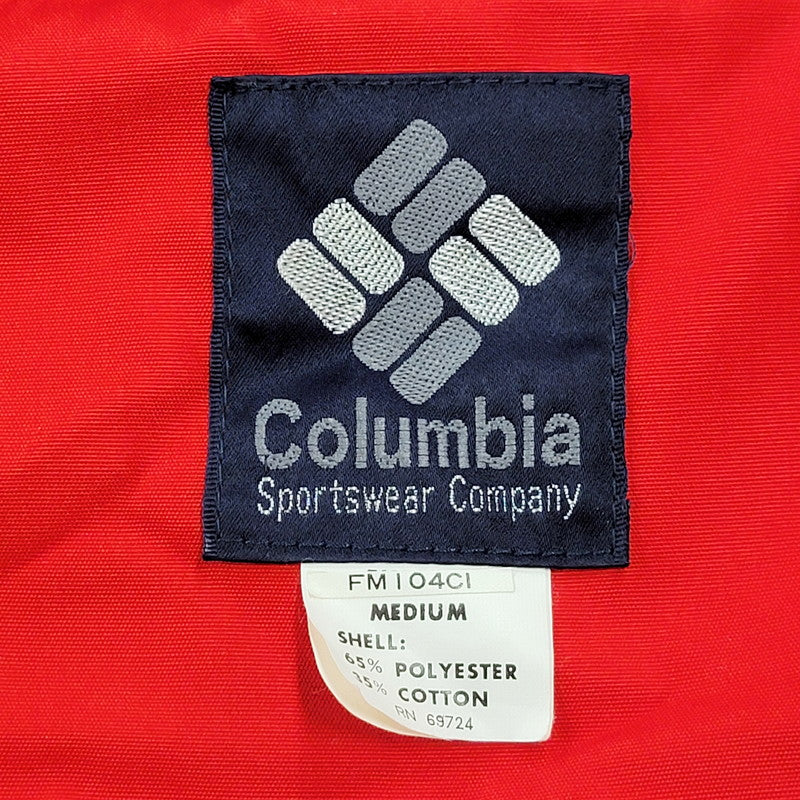 Columbia
Sportswear Company
FM104CI
MEDIUM
SHELL:
65% POLYESTER
35% COTTON
RN 69724